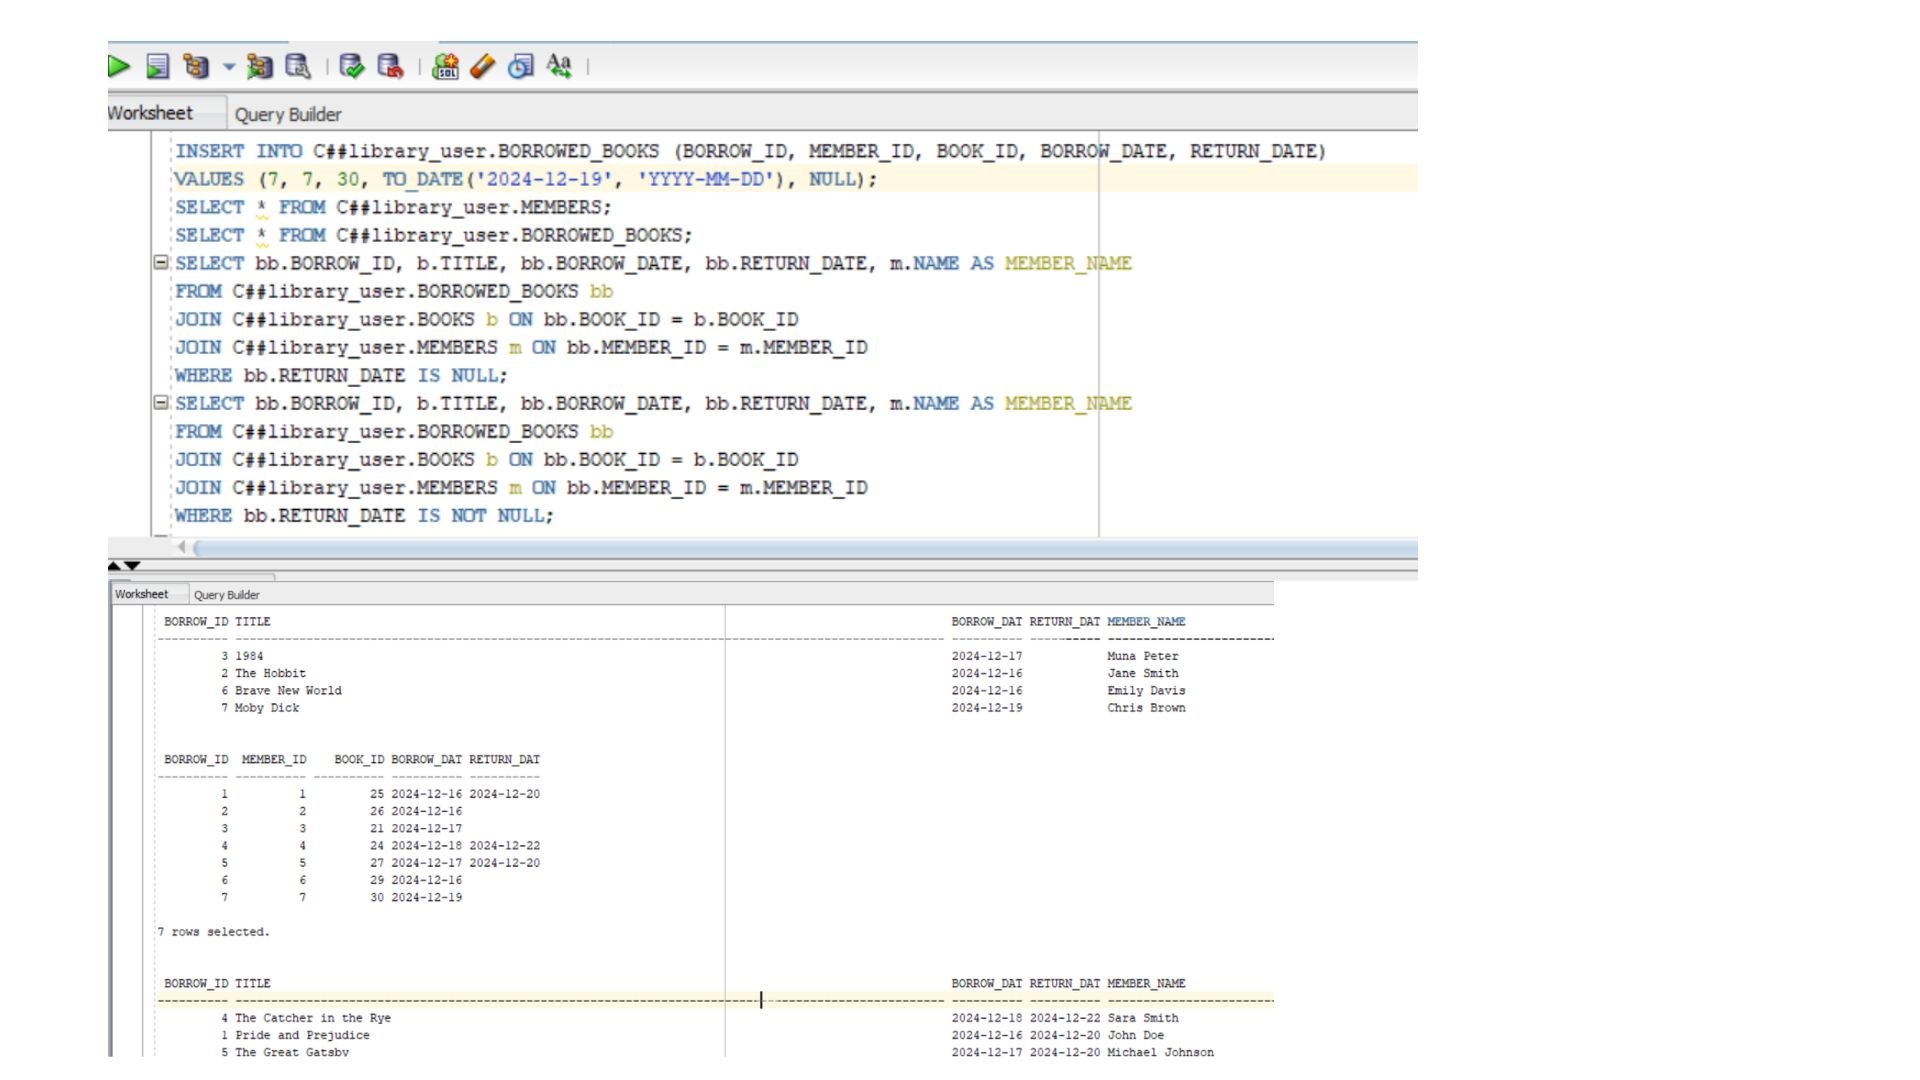 SQL Aa
Worksheet Query Builder
INSERT INTO C##library_user.BORROWED_BOOKS (BORROW_ID, MEMBER_ID, BOOK_ID, BORROW_DATE, RETURN_DATE)
VALUES (7, 7, 30, TO_DATE('2024-12-19', 'YYYY-MM-DD'), NULL);
SELECT * FROM C##library_user.MEMBERS;
SELECT * FROM C##library_user.BORROWED_BOOKS;
SELECT bb.BORROW_ID, b.TITLE, bb.BORROW_DATE, bb.RETURN_DATE, m.NAME AS MEMBER_NAME
FROM C##library_user.BORROWED_BOOKS bb
JOIN C##library_user.BOOKS b ON bb.BOOK_ID = b.BOOK_ID
JOIN C##library_user.MEMBERS m ON bb.MEMBER_ID = m.MEMBER_ID
WHERE bb.RETURN_DATE IS NULL;
SELECT bb.BORROW_ID, b.TITLE, bb.BORROW_DATE, bb.RETURN_DATE, m.NAME AS MEMBER_NAME
FROM C##library_user.BORROWED_BOOKS bb
JOIN C##library_user.BOOKS b ON bb.BOOK_ID = b.BOOK_ID
JOIN C##library_user.MEMBERS m ON bb.MEMBER_ID = m.MEMBER_ID
WHERE bb.RETURN_DATE IS NOT NULL;
Worksheet Query Builder
BORROW_ID TITLE BORROW_DAT RETURN_DAT MEMBER_NAME
3 1984 2024-12-17 Muna Peter
2 The Hobbit 2024-12-16 Jane Smith
6 Brave New World 2024-12-16 Emily Davis
7 Moby Dick 2024-12-19 Chris Brown
BORROW_ID MEMBER_ID BOOK_ID BORROW_DAT RETURN_DAT
1 1 25 2024-12-16 2024-12-20
2 2 26 2024-12-16
3 3 21 2024-12-17
4 4 24 2024-12-18 2024-12-22
5 5 27 2024-12-17 2024-12-20
6 6 29 2024-12-16
7 7 30 2024-12-19
7 rows selected.
BORROW_ID TITLE BORROW_DAT RETURN_DAT MEMBER_NAME
4 The Catcher in the Rye 2024-12-18 2024-12-22 Sara Smith
1 Pride and Prejudice 2024-12-16 2024-12-20 John Doe
5 The Great Gatsby 2024-12-17 2024-12-20 Michael Johnson